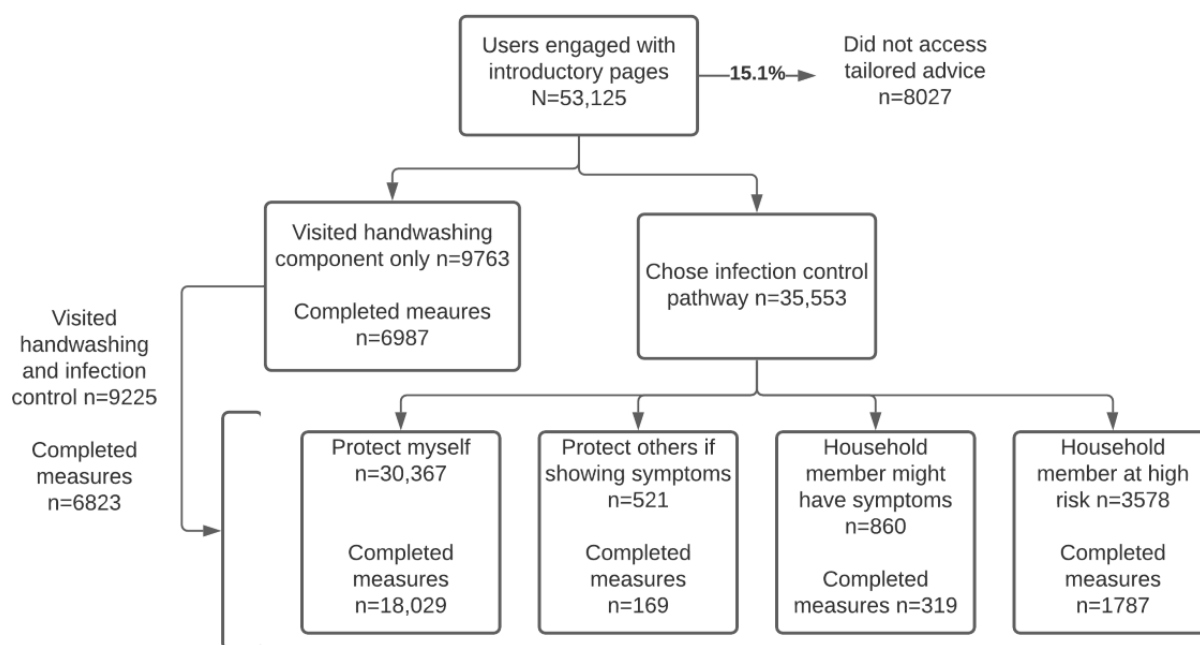 Users engaged with
introductory pages
N=53,125
15.1%
Did not access
tailored advice
n=8027
Visited handwashing
component only n=9763
Completed meaures
n=6987
Chose infection control
pathway n=35,553
Visited
handwashing
and infection
control n=9225
Completed
measures
n=6823
Protect myself
n=30,367
Completed
measures
n=18,029
Protect others if
showing symptoms
n=521
Completed
measures
n=169
Household
member might
have symptoms
n=860
Completed
measures n=319
Household
member at high
risk n=3578
Completed
measures
n=1787